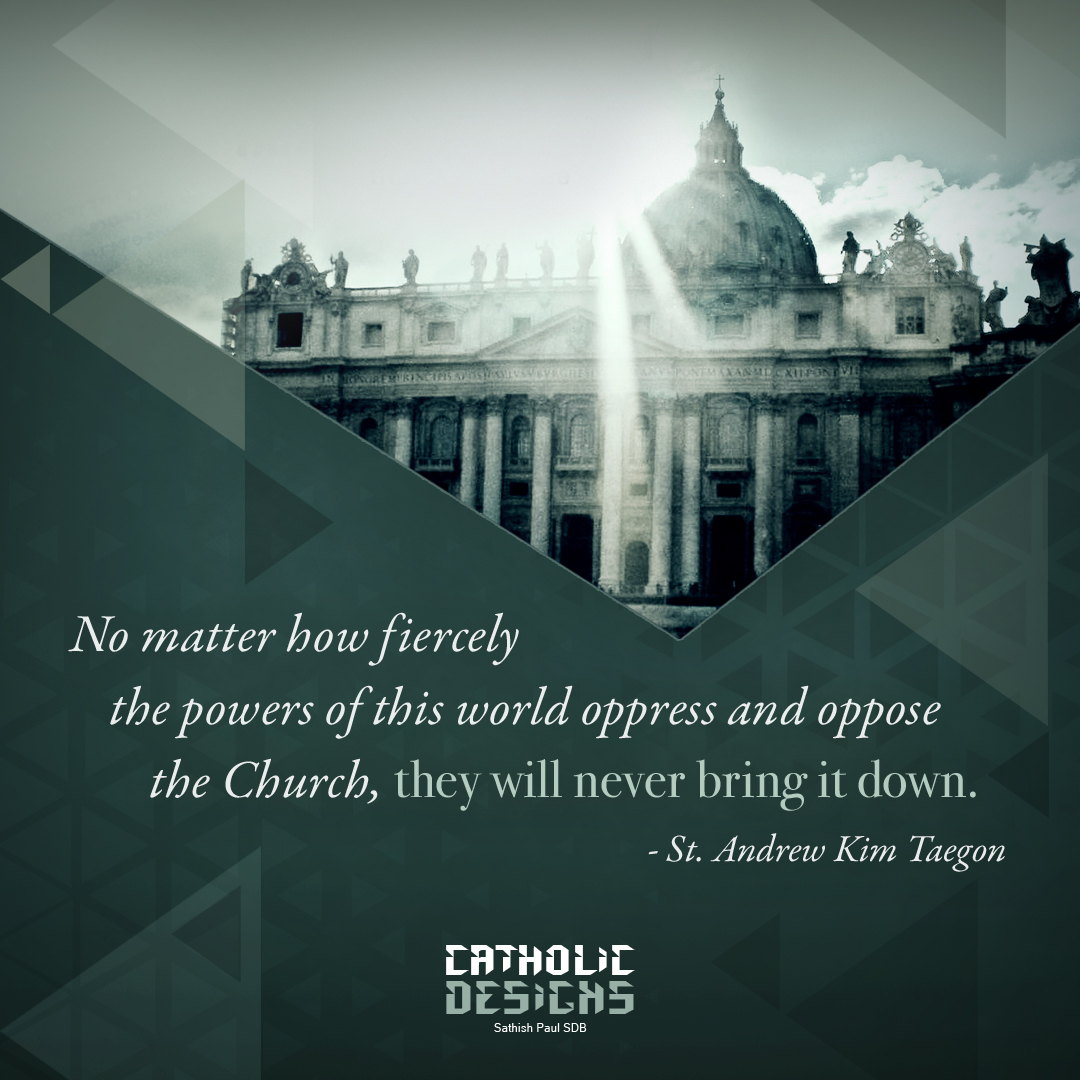 No matter how fiercely
the powers of this world oppress and oppose
the Church, they will never bring it down.
- St. Andrew Kim Taegon
CATHOLIC
DESIGNS
Sathish Paul SDB